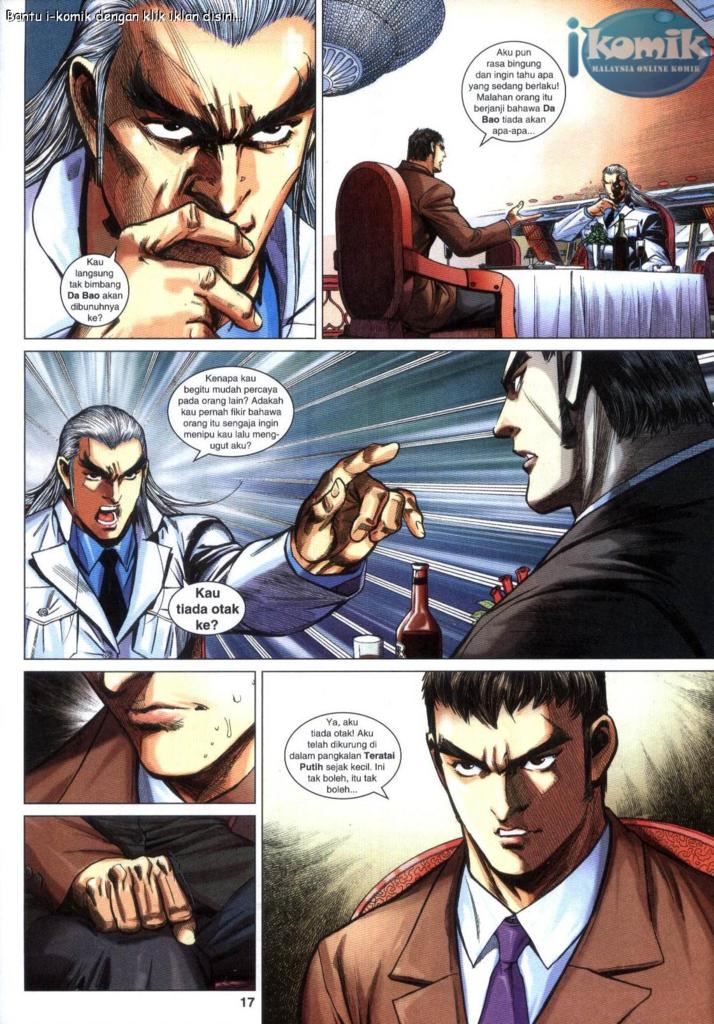 Bantu i-komik dengan klik iklan disini...
ikomik
MALAYSIA ONLINE KOMIK
Kau
langsung
tak bimbang
Da Bao akan
dibunuhnya
ke?
Aku pun
rasa bingung
dan ingin tahu apa
yang sedang berlaku!
Malahan orang itu
berjanji bahawa Da
Bao tiada akan
apa-apa...
Kenapa kau
begitu mudah percaya
pada orang lain? Adakah
kau pernah fikir bahawa
orang itu sengaja ingin
menipu kau lalu meng-
ugut aku?
Kau
tiada otak
ke?
Ya, aku
tiada otak! Aku
telah dikurung di
dalam pangkalan Teratai
Putih sejak kecil. Ini
tak boleh, itu tak
boleh...
17